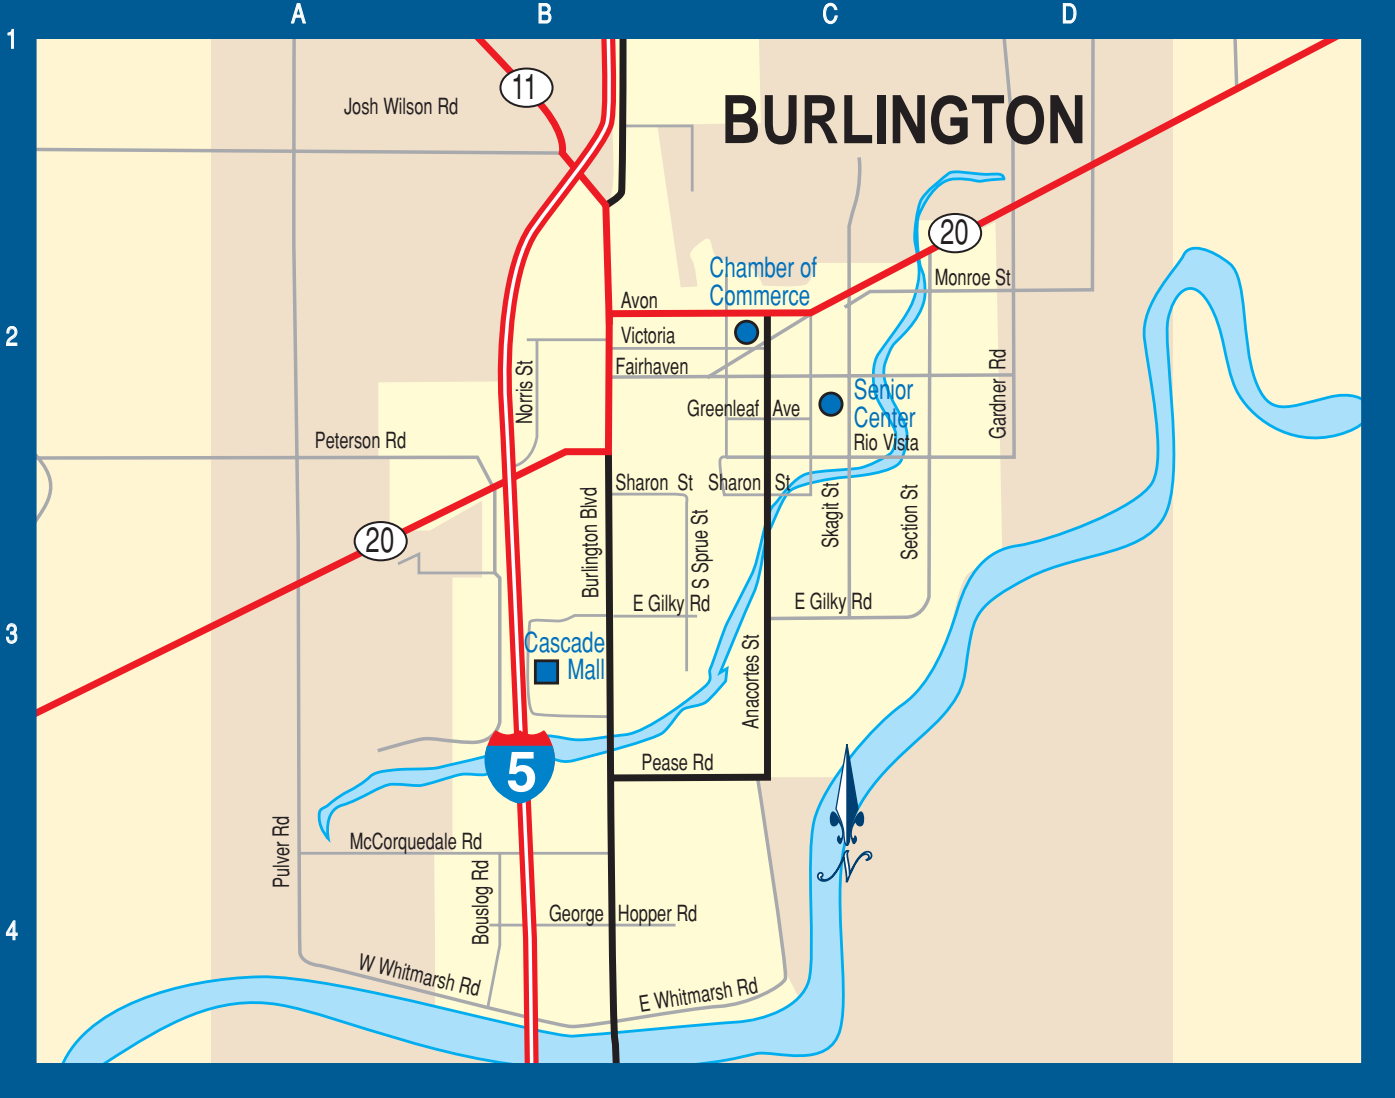 A B C D
1
11
Josh Wilson Rd
BURLINGTON
20
Chamber of
Commerce
Monroe St
Avon
2
Victoria
Fairhaven
Norris St
Gardner Rd
Senior
Center
Greenleaf Ave
Peterson Rd
Rio Vista
Sharon St
Sharon St
Burlington Blvd
S Sprue St
Skagit St
Section St
20
E Gilky Rd
E Gilky Rd
3
Cascade
Mall
Anacortes St
5
Pease Rd
Pulver Rd
McCorquedale Rd
Bouslog Rd
George Hopper Rd
4
W Whitmarsh Rd
E Whitmarsh Rd
N